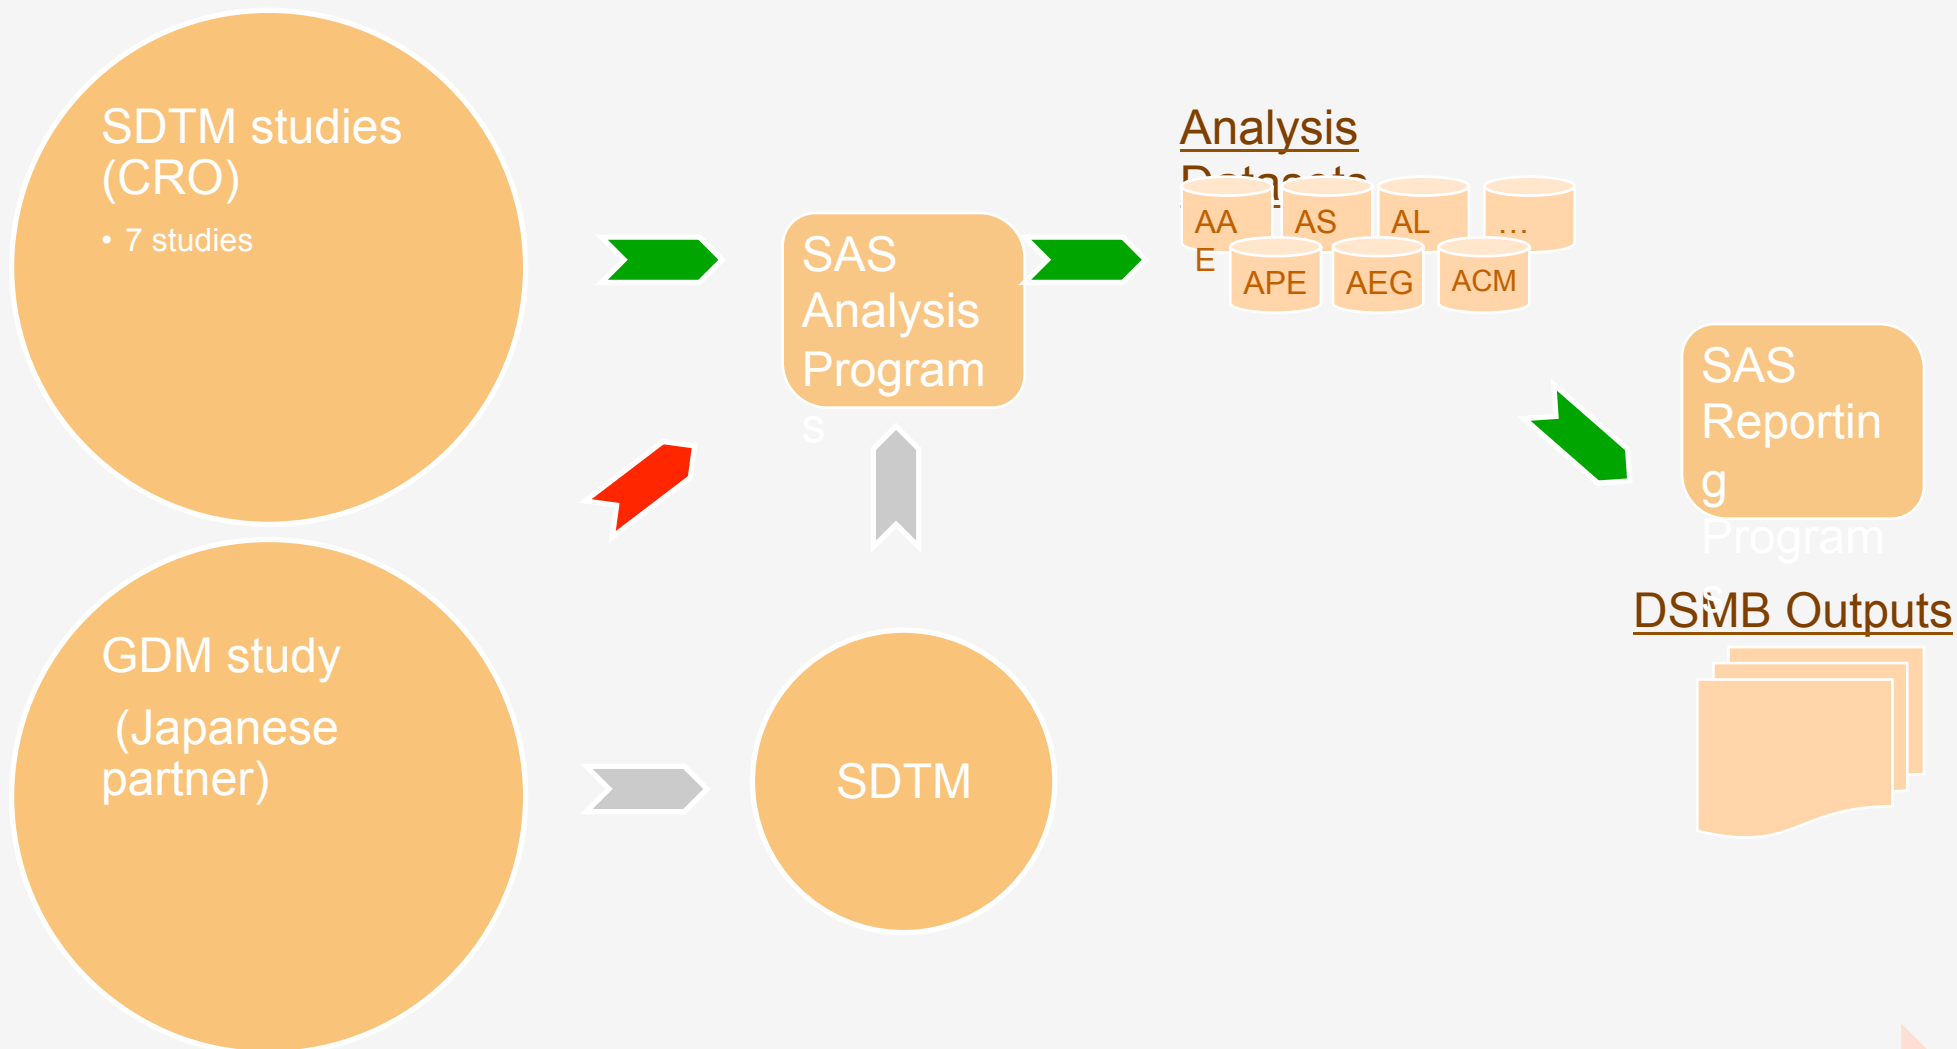 SDTM studies
(CRO)
• 7 studies
GDM study
(Japanese
partner)
SAS
Analysis
Program
s
SDTM
Analysis
Datasets
AA
E
AS
AL
...
APE
AEG
ACM
SAS
Reportin
g
Program
s
DSMB Outputs